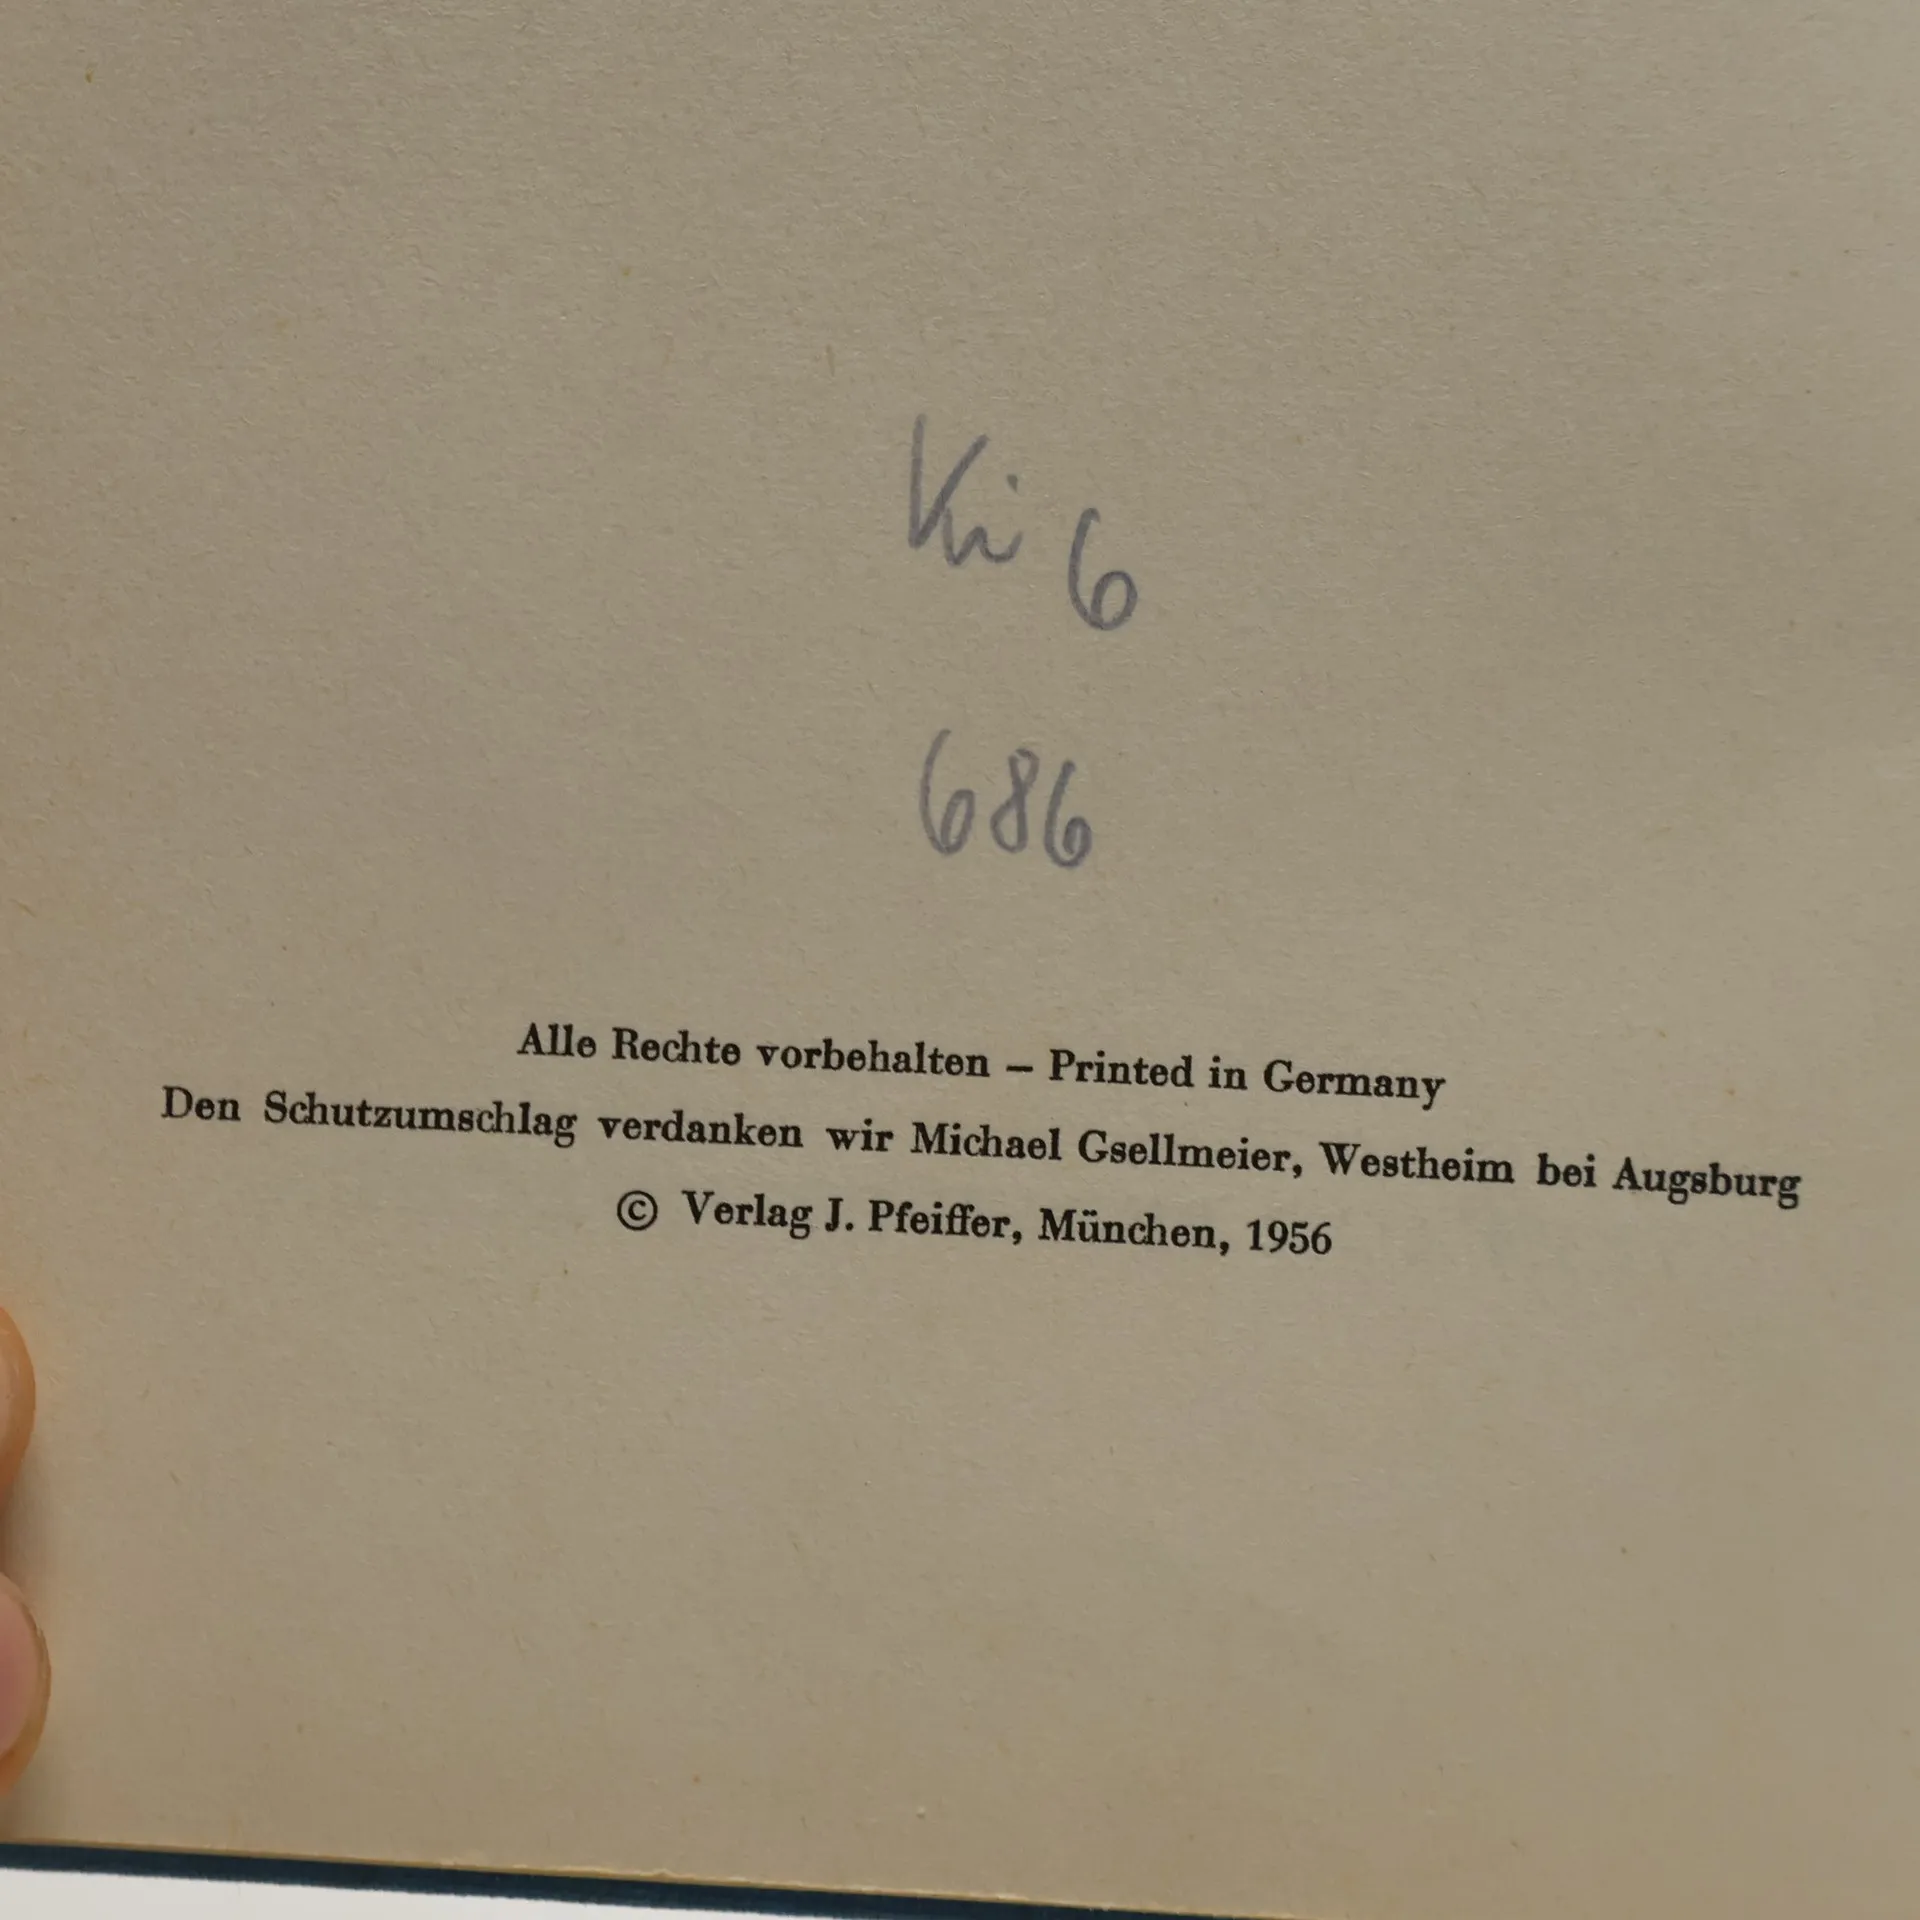 Ki 6
686
Alle Rechte vorbehalten – Printed in Germany
Den Schutzumschlag verdanken wir Michael Gsellmeier, Westheim bei Augsburg
© Verlag J. Pfeiffer, München, 1956